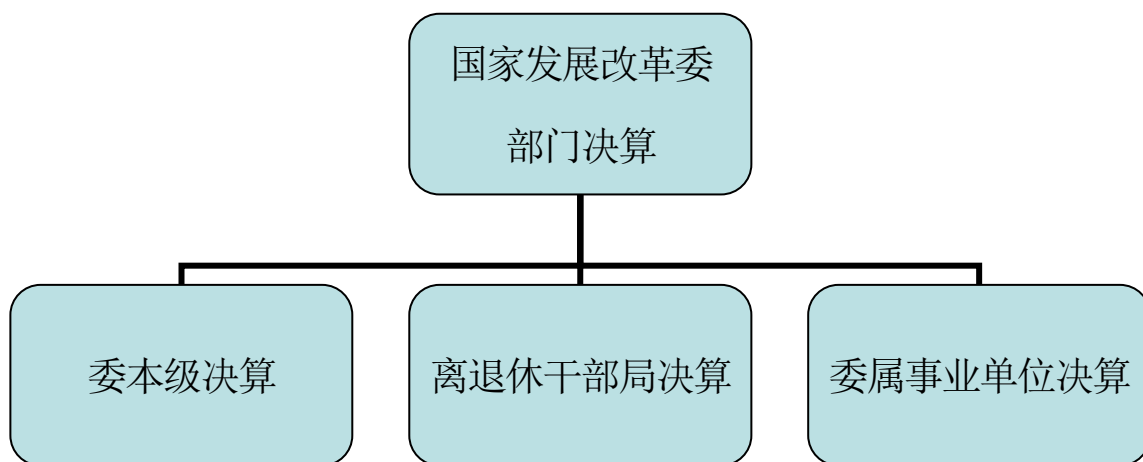 国家发展改革委
部门决算
委本级决算
离退休干部局决算
委属事业单位决算